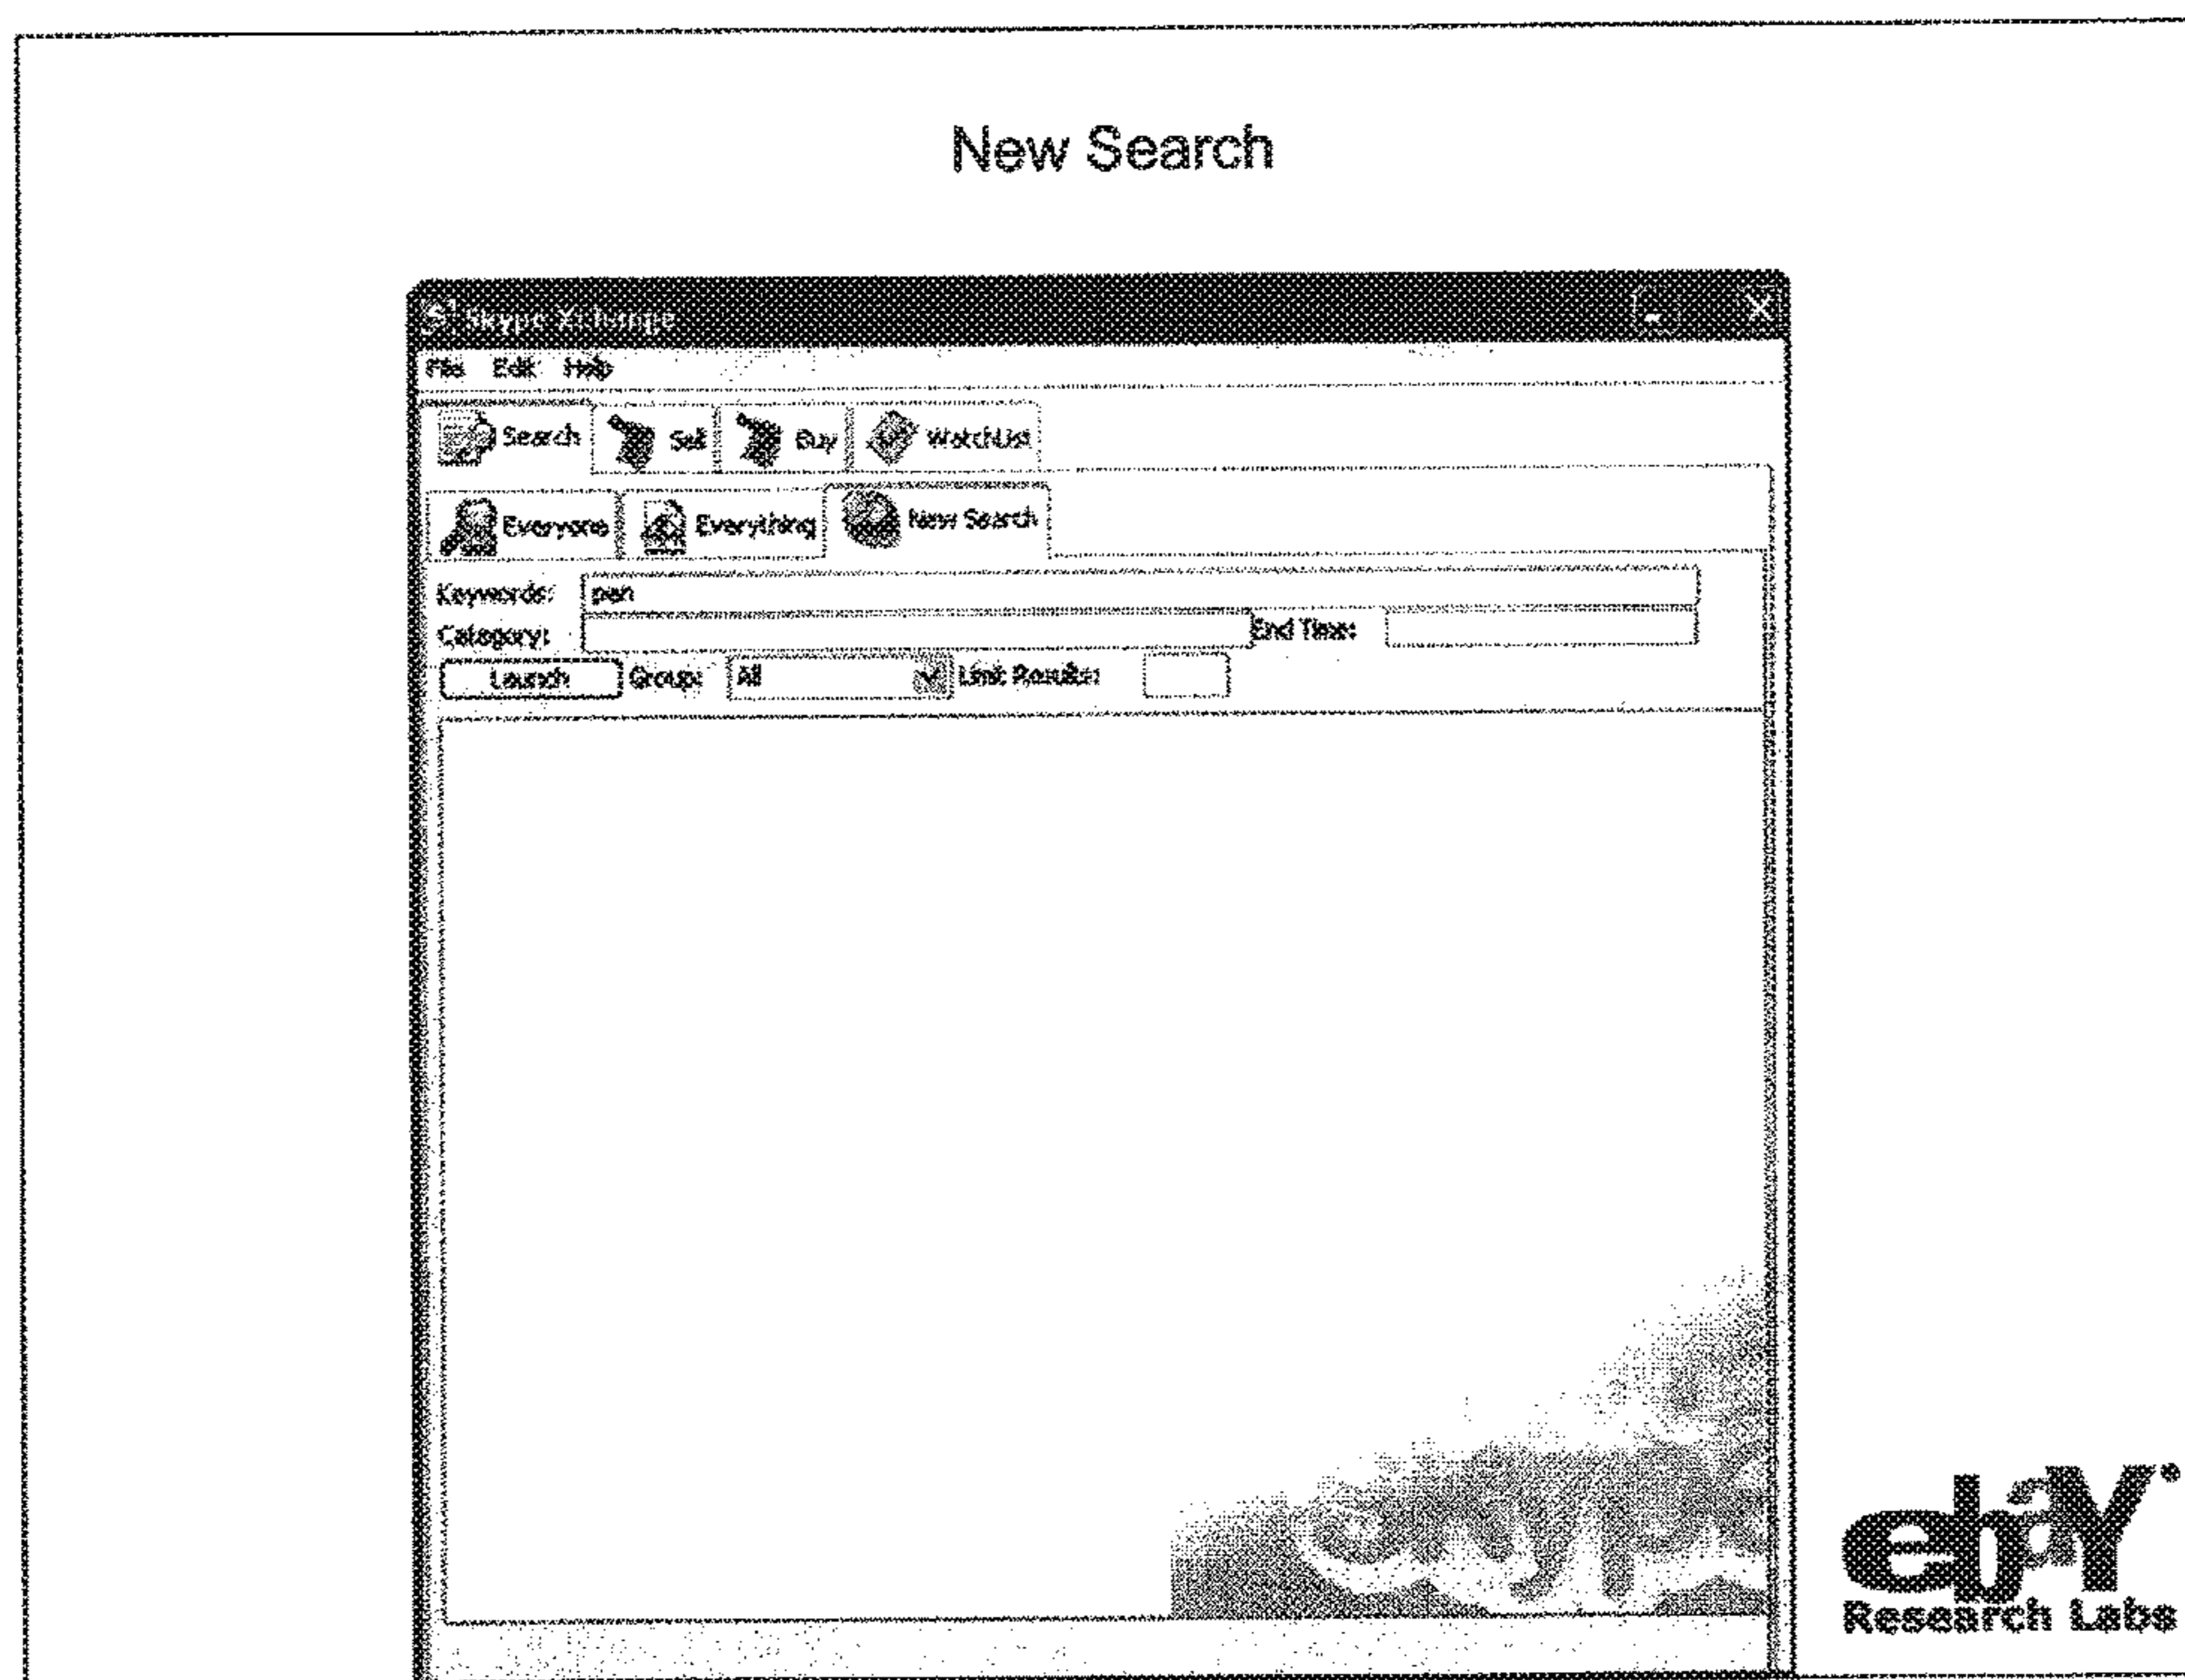 New Search
Skype Xchange
File Edit Help
Search Sell Buy WatchList
Everyone Everything New Search
Keywords: pen
Category: End Time:
Launch Group: All Limit Results:
skype
ebaY®
Research Labs